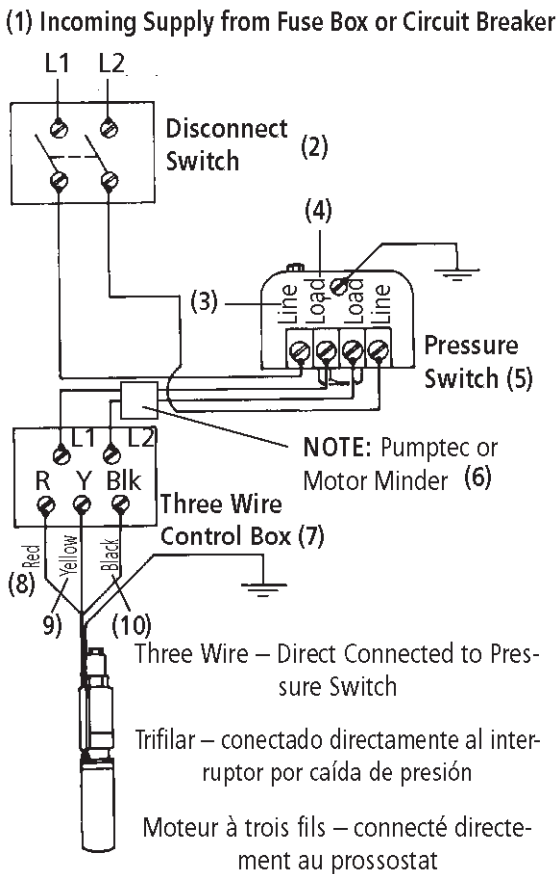 (1) Incoming Supply from Fuse Box or Circuit Breaker
L1 L2
Disconnect
Switch (2)
(4)
(3) Line Load Load Line
Pressure
Switch (5)
L1 L2
NOTE: Pumptec or
Motor Minder (6)
R Y Blk
Three Wire
Control Box (7)
(8) Red Yellow Black
9) (10)
Three Wire – Direct Connected to Pres-
sure Switch
Trifilar – conectado directamente al inter-
ruptor por caída de presión
Moteur à trois fils – connecté directe-
ment au prossostat